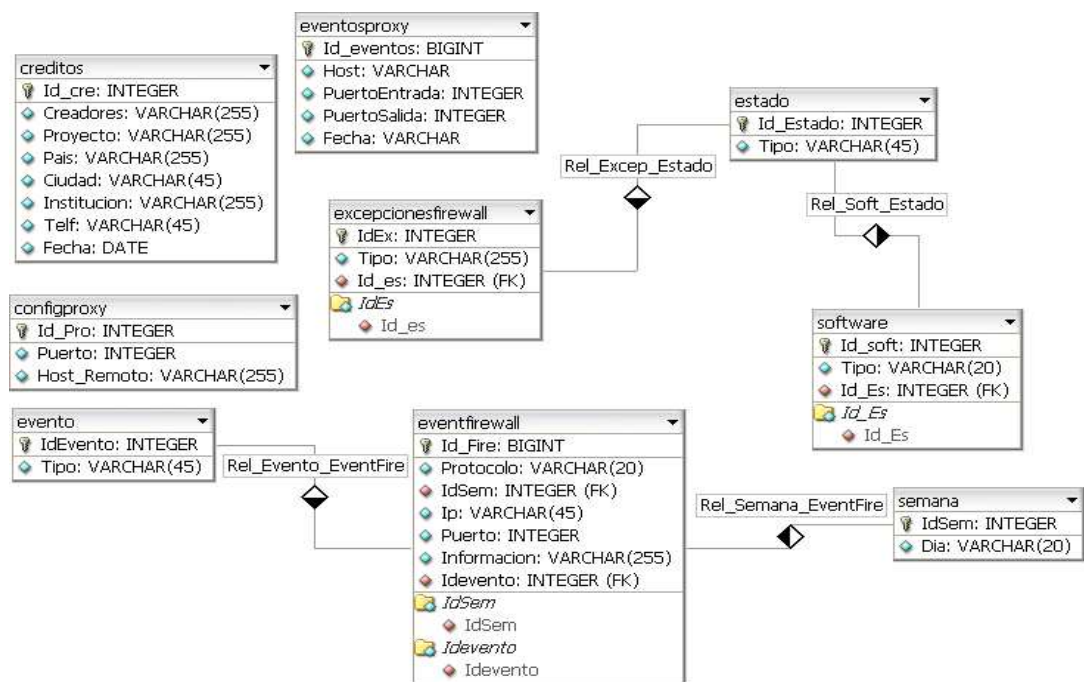 eventosproxy
Id_eventos: BIGINT
Host: VARCHAR
PuertoEntrada: INTEGER
PuertoSalida: INTEGER
Fecha: VARCHAR
creditos
Id_cre: INTEGER
Creadores: VARCHAR(255)
Proyecto: VARCHAR(255)
Pais: VARCHAR(255)
Ciudad: VARCHAR(45)
Institucion: VARCHAR(255)
Telf: VARCHAR(45)
Fecha: DATE
estado
Id_Estado: INTEGER
Tipo: VARCHAR(45)
Rel_Excep_Estado
Rel_Soft_Estado
excepcionesfirewall
IdEx: INTEGER
Tipo: VARCHAR(255)
Id_es: INTEGER (FK)
IdEs
Id_es
configproxy
Id_Pro: INTEGER
Puerto: INTEGER
Host_Remoto: VARCHAR(255)
software
Id_soft: INTEGER
Tipo: VARCHAR(20)
Id_Es: INTEGER (FK)
Id_Es
Id_Es
evento
IdEvento: INTEGER
Tipo: VARCHAR(45)
Rel_Evento_EventFire
eventfirewall
Id_Fire: BIGINT
Protocolo: VARCHAR(20)
IdSem: INTEGER (FK)
Ip: VARCHAR(45)
Puerto: INTEGER
Informacion: VARCHAR(255)
Idevento: INTEGER (FK)
IdSem
IdSem
Idevento
Idevento
Rel_Semana_EventFire
semana
IdSem: INTEGER
Dia: VARCHAR(20)